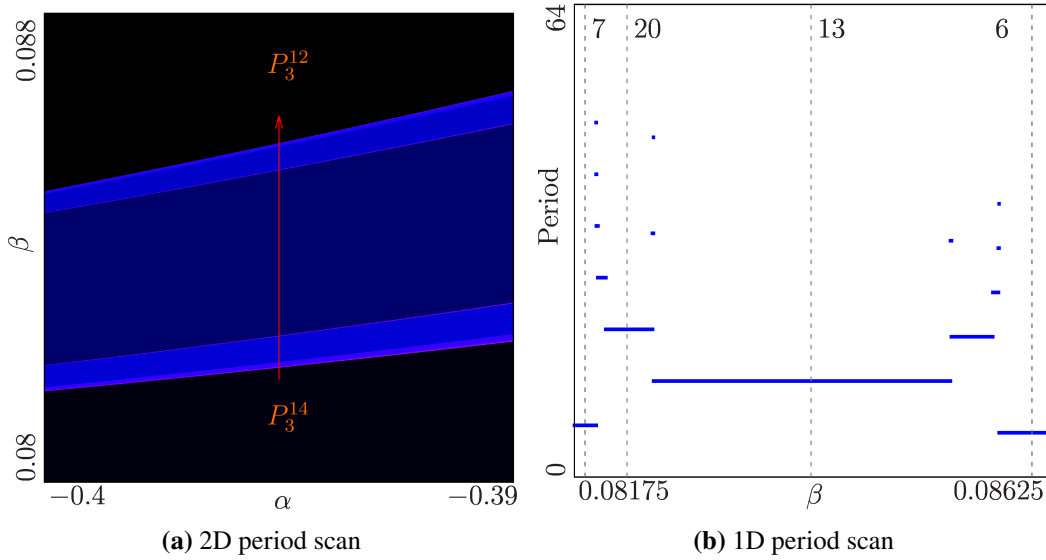 0.088
β
0.08
P_3^{12}
P_3^{14}
−0.4
α
−0.39
(a) 2D period scan
64
Period
0
7
20
13
6
0.08175
β
0.08625
(b) 1D period scan